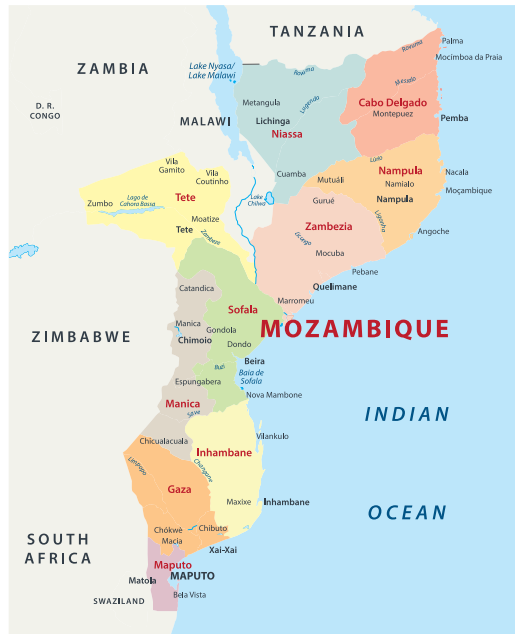 TANZANIA
Palma
Rovuma
Mocimboa da Praia
Lake Nyasa/
Lake Malawi
ZAMBIA
Rovuma
Messalo
Metangula
Lugenda
Cabo Delgado
Montepuez
D. R.
CONGO
MALAWI
Lichinga
Niassa
Pemba
Vila
Gamito
Lúrio
Cuamba
Mutuáli
Nampula
Nacala
Vila
Coutinho
Namialo
Moçambique
Tete
Lago de
Cahora Bassa
Zumbo
Lake
Chilwa
Gurué
Nampula
Moatize
Ligonha
Tete
Zambezi
Zambezia
Licungo
Angoche
Mocuba
Pebane
Catandica
Quelimane
Marromeu
Sofala
Manica
Gondola
MOZAMBIQUE
ZIMBABWE
Chimoio
Dondo
Beira
Buzi
Baia de
Sofala
Espungabera
Nova Mambone
Manica
Save
INDIAN
Chicualacuala
Vilankulo
Inhambane
Limpopo
Changane
Gaza
Maxixe
Inhambane
OCEAN
Chókwè
Chibuto
SOUTH
AFRICA
Macia
Xai-Xai
Maputo
MAPUTO
Matola
Bela Vista
SWAZILAND